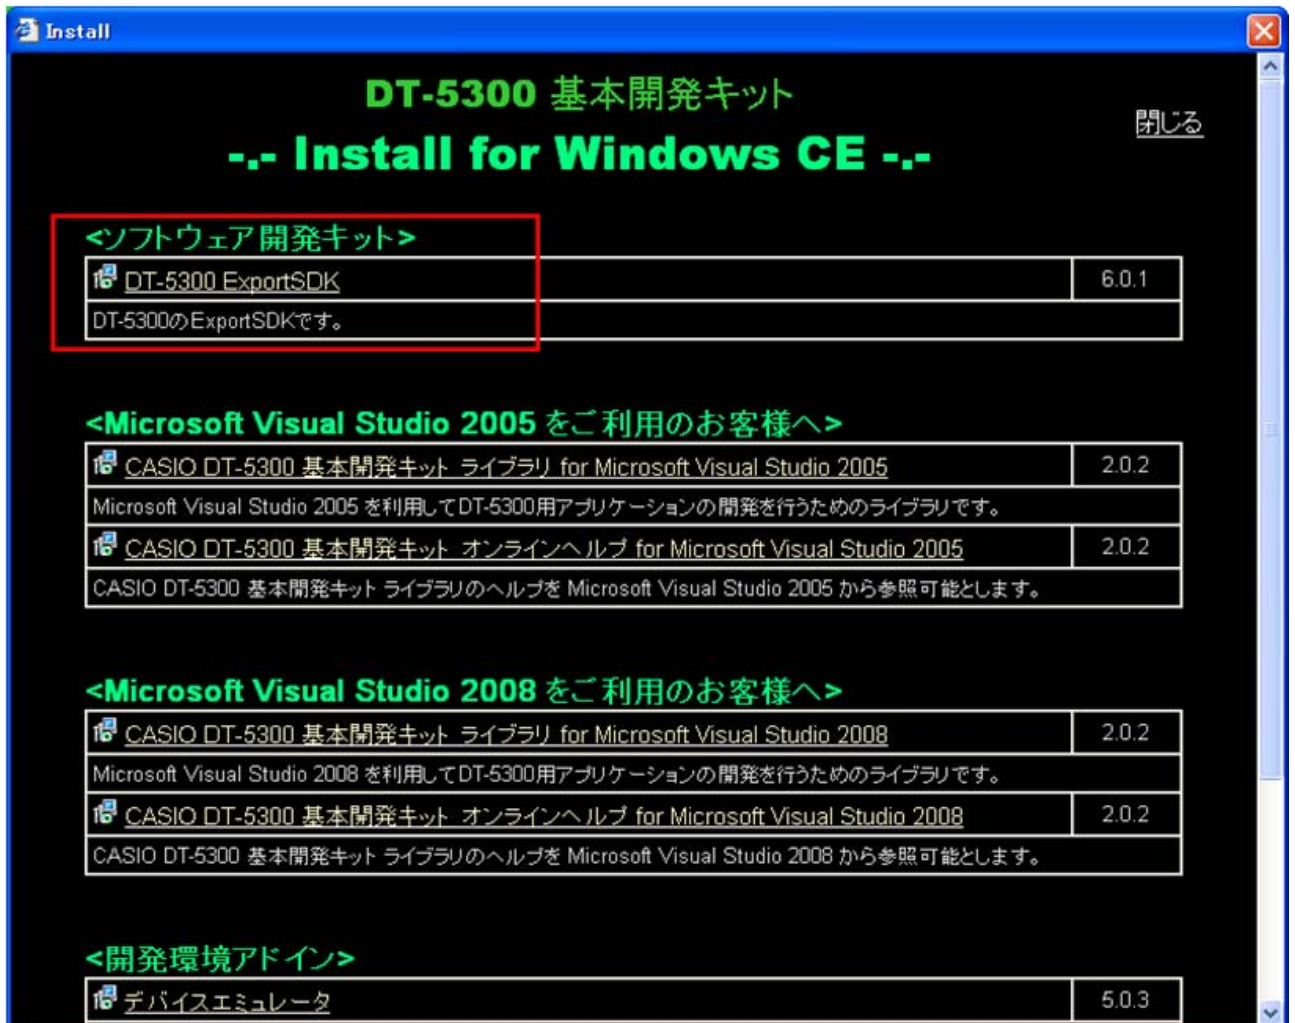 Install
DT-5300 基本開発キット
閉じる
-.- Install for Windows CE -.-
<ソフトウェア開発キット>
DT-5300 ExportSDK 6.0.1
DT-5300のExportSDKです。
<Microsoft Visual Studio 2005 をご利用のお客様へ>
CASIO DT-5300 基本開発キット ライブラリ for Microsoft Visual Studio 2005 2.0.2
Microsoft Visual Studio 2005 を利用してDT-5300用アプリケーションの開発を行うためのライブラリです。
CASIO DT-5300 基本開発キット オンラインヘルプ for Microsoft Visual Studio 2005 2.0.2
CASIO DT-5300 基本開発キット ライブラリのヘルプを Microsoft Visual Studio 2005 から参照可能とします。
<Microsoft Visual Studio 2008 をご利用のお客様へ>
CASIO DT-5300 基本開発キット ライブラリ for Microsoft Visual Studio 2008 2.0.2
Microsoft Visual Studio 2008 を利用してDT-5300用アプリケーションの開発を行うためのライブラリです。
CASIO DT-5300 基本開発キット オンラインヘルプ for Microsoft Visual Studio 2008 2.0.2
CASIO DT-5300 基本開発キット ライブラリのヘルプを Microsoft Visual Studio 2008 から参照可能とします。
<開発環境アドイン>
デバイスエミュレータ 5.0.3